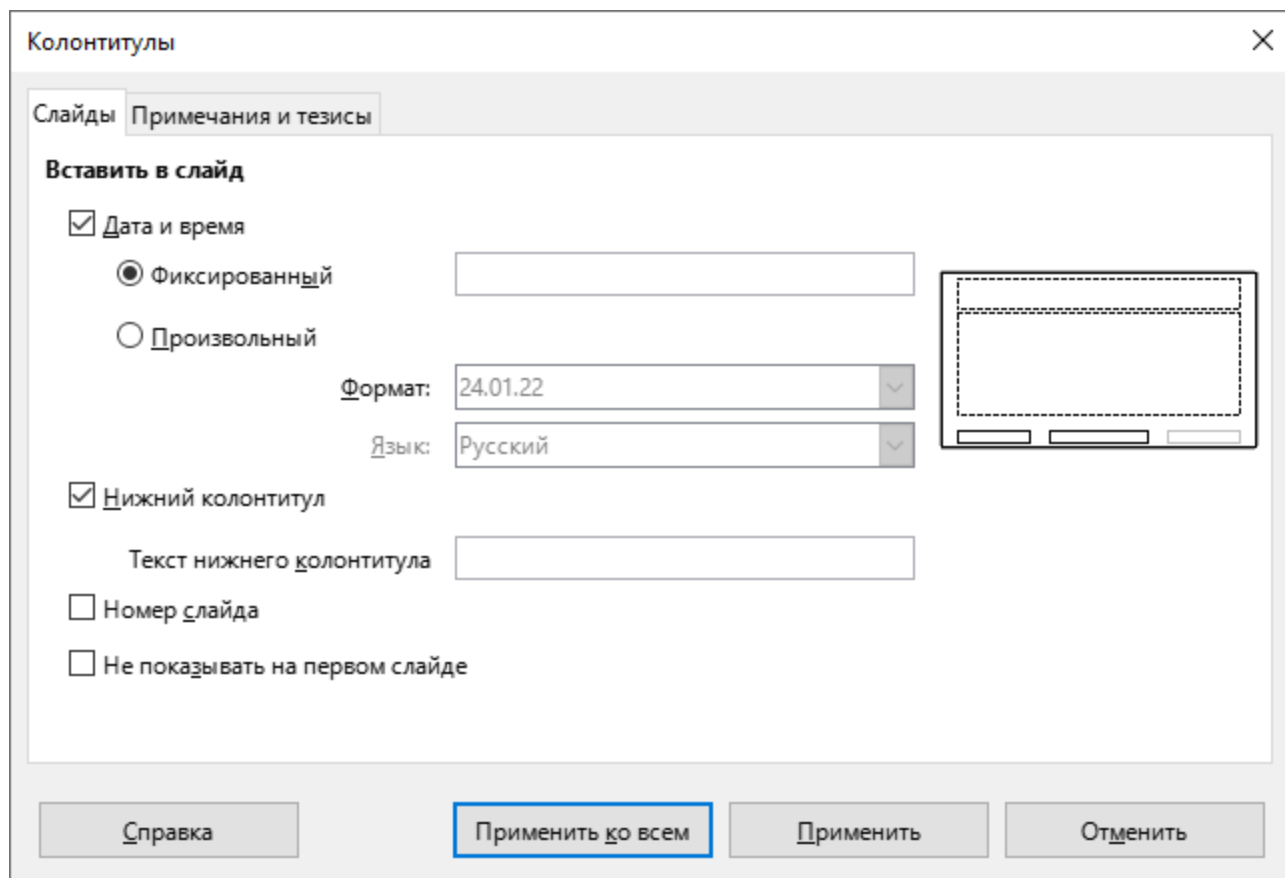 Колонтитулы
Слайды Примечания и тезисы
Вставить в слайд
Дата и время
Фиксированный
Произвольный
Формат: 24.01.22
Язык: Русский
Нижний колонтитул
Текст нижнего колонтитула
Номер слайда
Не показывать на первом слайде
Справка Применить ко всем Применить Отменить